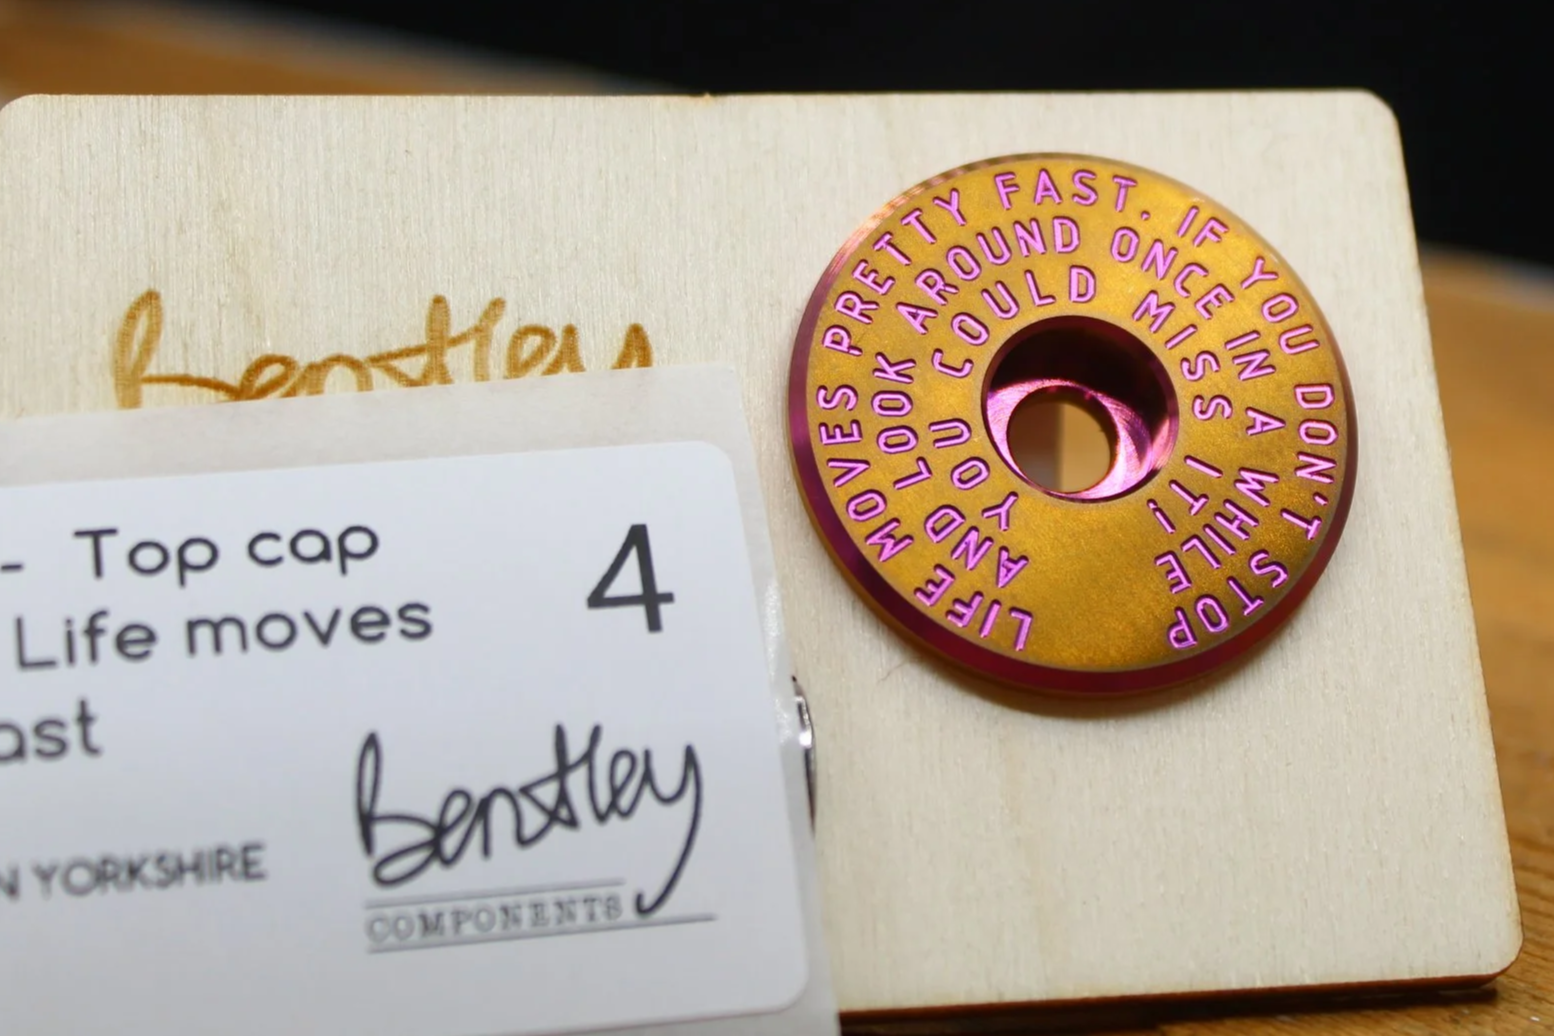 Bentley
- Top cap
4
Life moves
ast
N YORKSHIRE
Bentley
COMPONENTS
LIFE MOVES PRETTY FAST. IF YOU DON'T STOP
AND LOOK AROUND ONCE IN A WHILE
YOU COULD MISS IT!